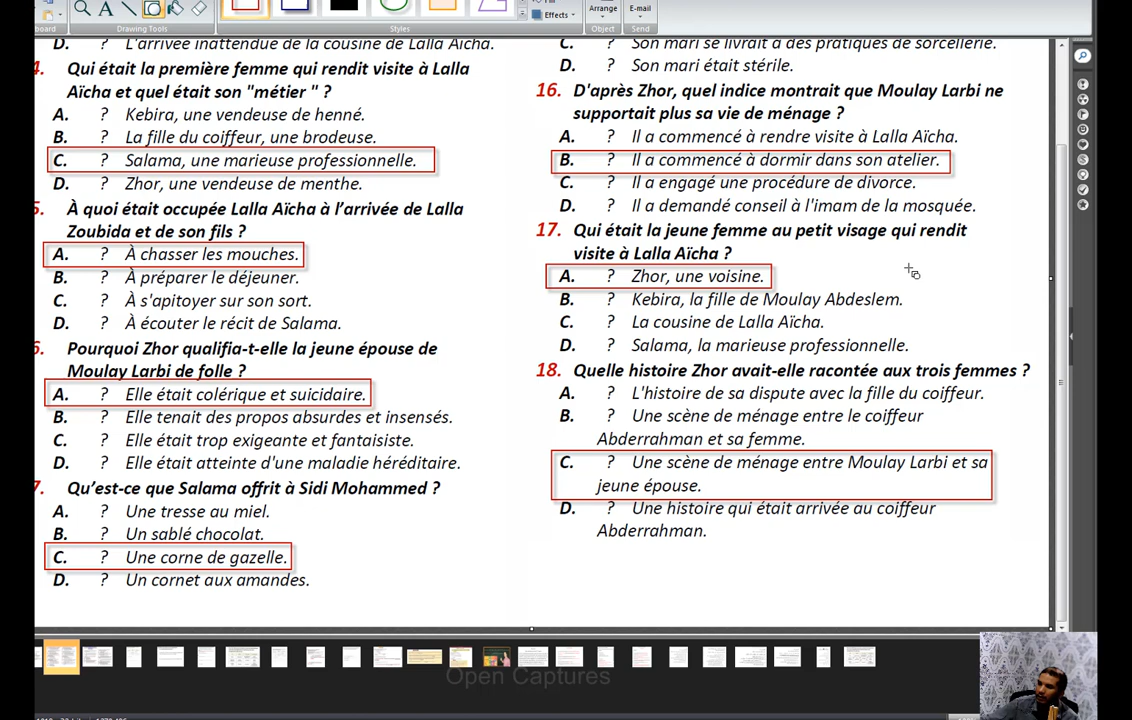 Arrange
E-mail
Effects
board
Drawing Tools
Styles
Object
Send
D. ? L'arrivée inattendue de la cousine de Lalla Aïcha.
4. Qui était la première femme qui rendit visite à Lalla
Aïcha et quel était son "métier " ?
A. ? Kebira, une vendeuse de henné.
B. ? La fille du coiffeur, une brodeuse.
C. ? Salama, une marieuse professionnelle.
D. ? Zhor, une vendeuse de menthe.
5. À quoi était occupée Lalla Aïcha à l’arrivée de Lalla
Zoubida et de son fils ?
A. ? À chasser les mouches.
B. ? À préparer le déjeuner.
C. ? À s'apitoyer sur son sort.
D. ? À écouter le récit de Salama.
6. Pourquoi Zhor qualifia-t-elle la jeune épouse de
Moulay Larbi de folle ?
A. ? Elle était colérique et suicidaire.
B. ? Elle tenait des propos absurdes et insensés.
C. ? Elle était trop exigeante et fantaisiste.
D. ? Elle était atteinte d'une maladie héréditaire.
7. Qu’est-ce que Salama offrit à Sidi Mohammed ?
A. ? Une tresse au miel.
B. ? Un sablé chocolat.
C. ? Une corne de gazelle.
D. ? Un cornet aux amandes.
C. ? Son mari se livrait à des pratiques de sorcellerie.
D. ? Son mari était stérile.
16. D'après Zhor, quel indice montrait que Moulay Larbi ne
supportait plus sa vie de ménage ?
A. ? Il a commencé à rendre visite à Lalla Aïcha.
B. ? Il a commencé à dormir dans son atelier.
C. ? Il a engagé une procédure de divorce.
D. ? Il a demandé conseil à l'imam de la mosquée.
17. Qui était la jeune femme au petit visage qui rendit
visite à Lalla Aïcha ?
A. ? Zhor, une voisine.
B. ? Kebira, la fille de Moulay Abdeslem.
C. ? La cousine de Lalla Aïcha.
D. ? Salama, la marieuse professionnelle.
18. Quelle histoire Zhor avait-elle racontée aux trois femmes ?
A. ? L'histoire de sa dispute avec la fille du coiffeur.
B. ? Une scène de ménage entre le coiffeur
Abderrahman et sa femme.
C. ? Une scène de ménage entre Moulay Larbi et sa
jeune épouse.
D. ? Une histoire qui était arrivée au coiffeur
Abderrahman.
Open Captures